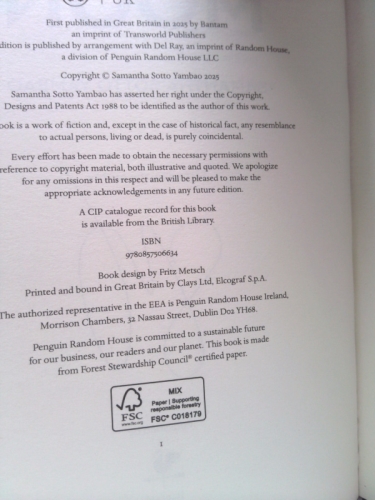 UK
First published in Great Britain in 2025 by Bantam
an imprint of Transworld Publishers
dition is published by arrangement with Del Ray, an imprint of Random House,
a division of Penguin Random House LLC
Copyright © Samantha Sotto Yambao 2025
Samantha Sotto Yambao has asserted her right under the Copyright,
Designs and Patents Act 1988 to be identified as the author of this work.
ook is a work of fiction and, except in the case of historical fact, any resemblance
to actual persons, living or dead, is purely coincidental.
Every effort has been made to obtain the necessary permissions with
reference to copyright material, both illustrative and quoted. We apologize
for any omissions in this respect and will be pleased to make the
appropriate acknowledgements in any future edition.
A CIP catalogue record for this book
is available from the British Library.
ISBN
9780857506634
Book design by Fritz Metsch
Printed and bound in Great Britain by Clays Ltd, Elcograf S.p.A.
The authorized representative in the EEA is Penguin Random House Ireland,
Morrison Chambers, 32 Nassau Street, Dublin D02 YH68.
Penguin Random House is committed to a sustainable future
for our business, our readers and our planet. This book is made
from Forest Stewardship Council® certified paper.
FSC
www.fsc.org
MIX
Paper | Supporting
responsible forestry
FSC® C018179
1